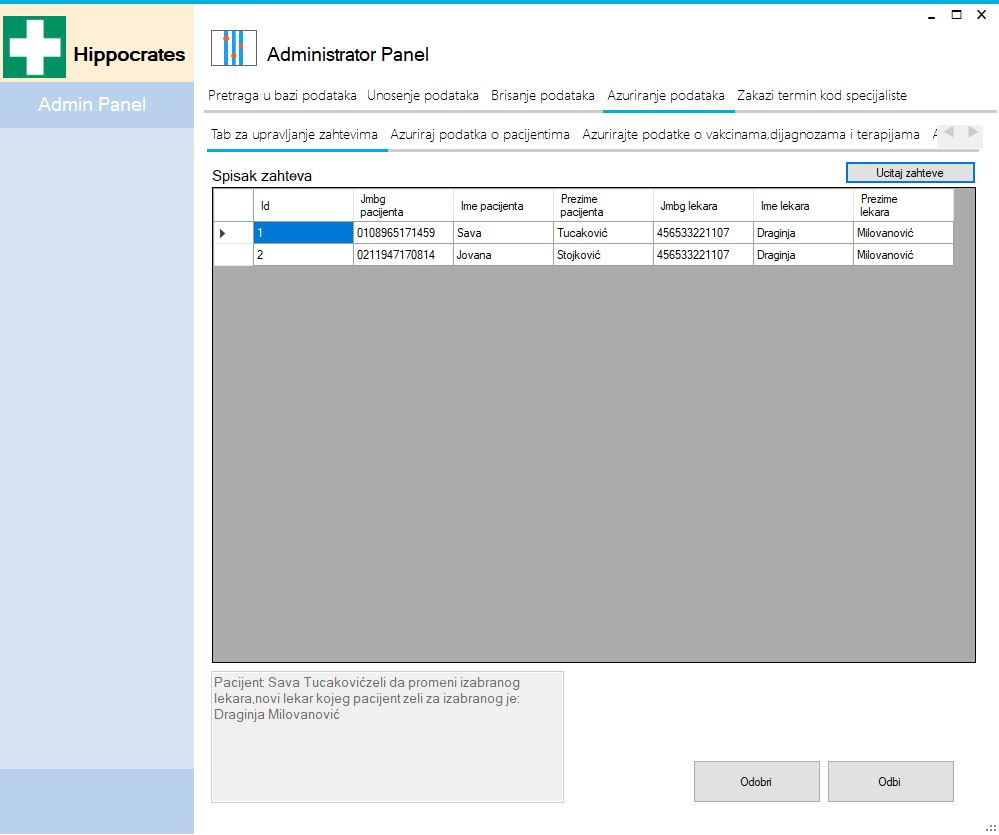 Hippocrates
Admin Panel
Administrator Panel
Pretraga u bazi podataka Unosenje podataka Brisanje podataka Azuriranje podataka Zakazi termin kod specijaliste
Tab za upravljanje zahtevima Azuriraj podatka o pacijentima Azurirajte podatke o vakcinama,dijagnozama i terapijama
Spisak zahteva
Ucitaj zahteve
Id Jmbg pacijenta Ime pacijenta Prezime pacijenta Jmbg lekara Ime lekara Prezime lekara
1 0108965171459 Sava Tucaković 456533221107 Draginja Milovanović
2 0211947170814 Jovana Stojković 456533221107 Draginja Milovanović
Pacijent: Sava Tucakovićzeli da promeni izabranog
lekara,novi lekar kojeg pacijent zeli za izabranog je:
Draginja Milovanović
Odobri Odbi